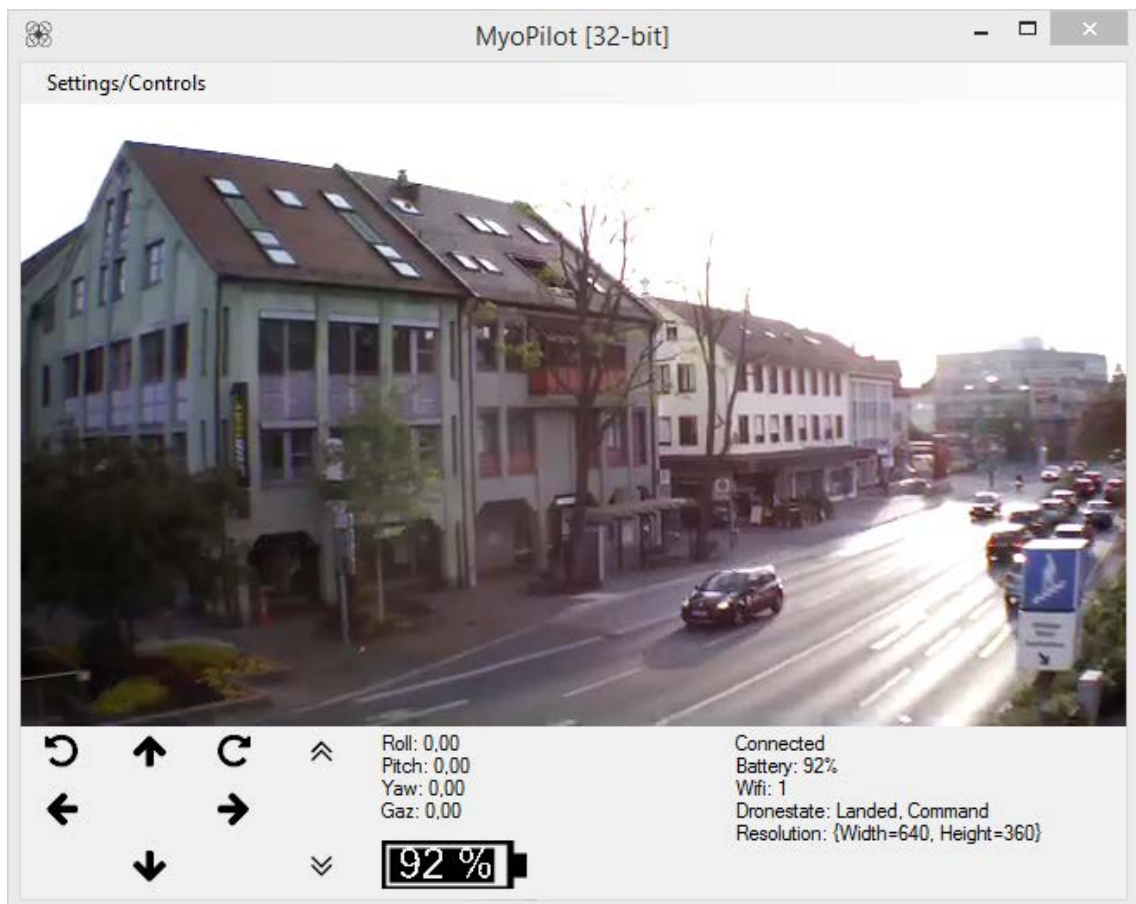 MyoPilot [32-bit]
Settings/Controls
Roll: 0,00
Pitch: 0,00
Yaw: 0,00
Gaz: 0,00
92 %
Connected
Battery: 92%
Wifi: 1
Dronestate: Landed, Command
Resolution: {Width=640, Height=360}